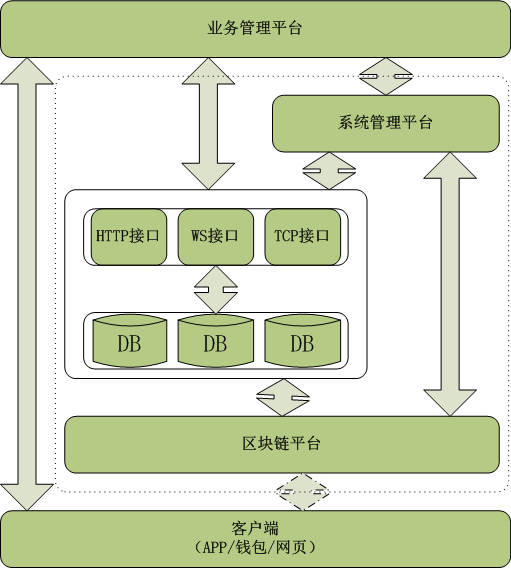 业务管理平台
系统管理平台
HTTP接口 WS接口 TCP接口
DB DB DB
区块链平台
客户端
（APP/钱包/网页）